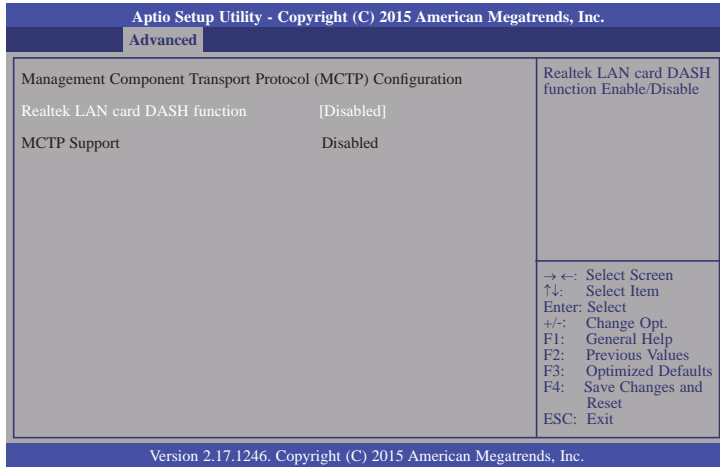 Aptio Setup Utility - Copyright (C) 2015 American Megatrends, Inc.
Advanced
Management Component Transport Protocol (MCTP) Configuration
Realtek LAN card DASH function [Disabled]
MCTP Support Disabled
Realtek LAN card DASH
function Enable/Disable
→ ←: Select Screen
↑↓: Select Item
Enter: Select
+/-: Change Opt.
F1: General Help
F2: Previous Values
F3: Optimized Defaults
F4: Save Changes and
Reset
ESC: Exit
Version 2.17.1246. Copyright (C) 2015 American Megatrends, Inc.